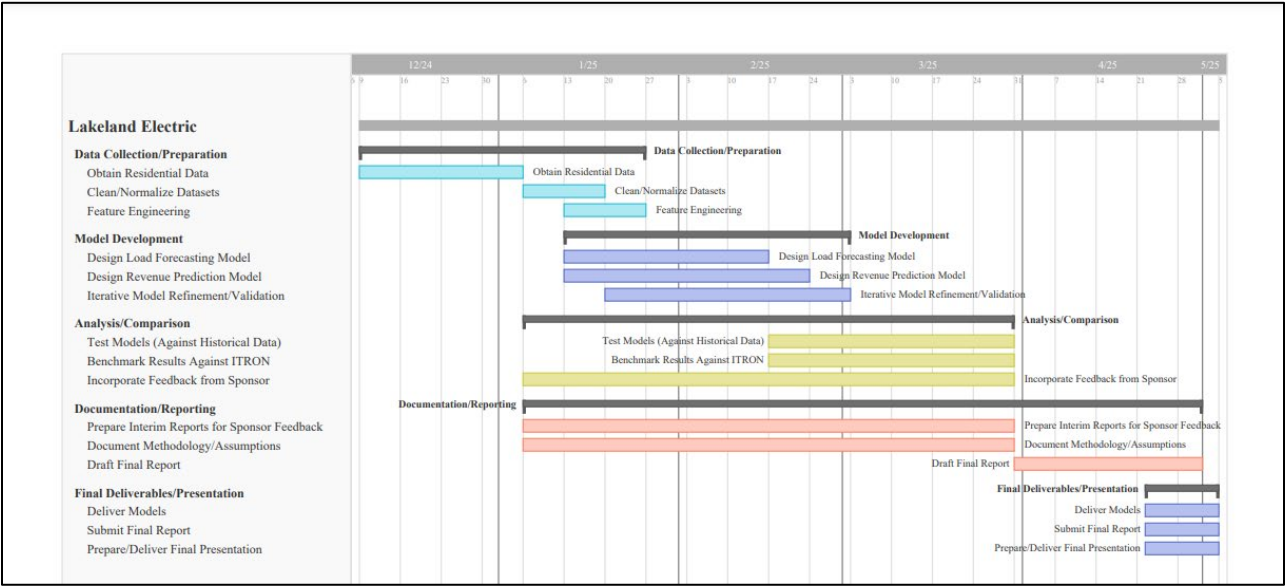 12/24 1/25 2/25 3/25 4/25 5/25
6 9 16 23 30 6 13 20 27 3 10 17 24 3 10 17 24 31 7 14 21 28 5
Lakeland Electric
Data Collection/Preparation Data Collection/Preparation
Obtain Residential Data Obtain Residential Data
Clean/Normalize Datasets Clean/Normalize Datasets
Feature Engineering Feature Engineering
Model Development Model Development
Design Load Forecasting Model Design Load Forecasting Model
Design Revenue Prediction Model Design Revenue Prediction Model
Iterative Model Refinement/Validation Iterative Model Refinement/Validation
Analysis/Comparison Analysis/Comparison
Test Models (Against Historical Data) Test Models (Against Historical Data)
Benchmark Results Against ITRON Benchmark Results Against ITRON
Incorporate Feedback from Sponsor Incorporate Feedback from Sponsor
Documentation/Reporting Documentation/Reporting
Prepare Interim Reports for Sponsor Feedback Prepare Interim Reports for Sponsor Feedback
Document Methodology/Assumptions Document Methodology/Assumptions
Draft Final Report Draft Final Report
Final Deliverables/Presentation Final Deliverables/Presentation
Deliver Models Deliver Models
Submit Final Report Submit Final Report
Prepare/Deliver Final Presentation Prepare/Deliver Final Presentation